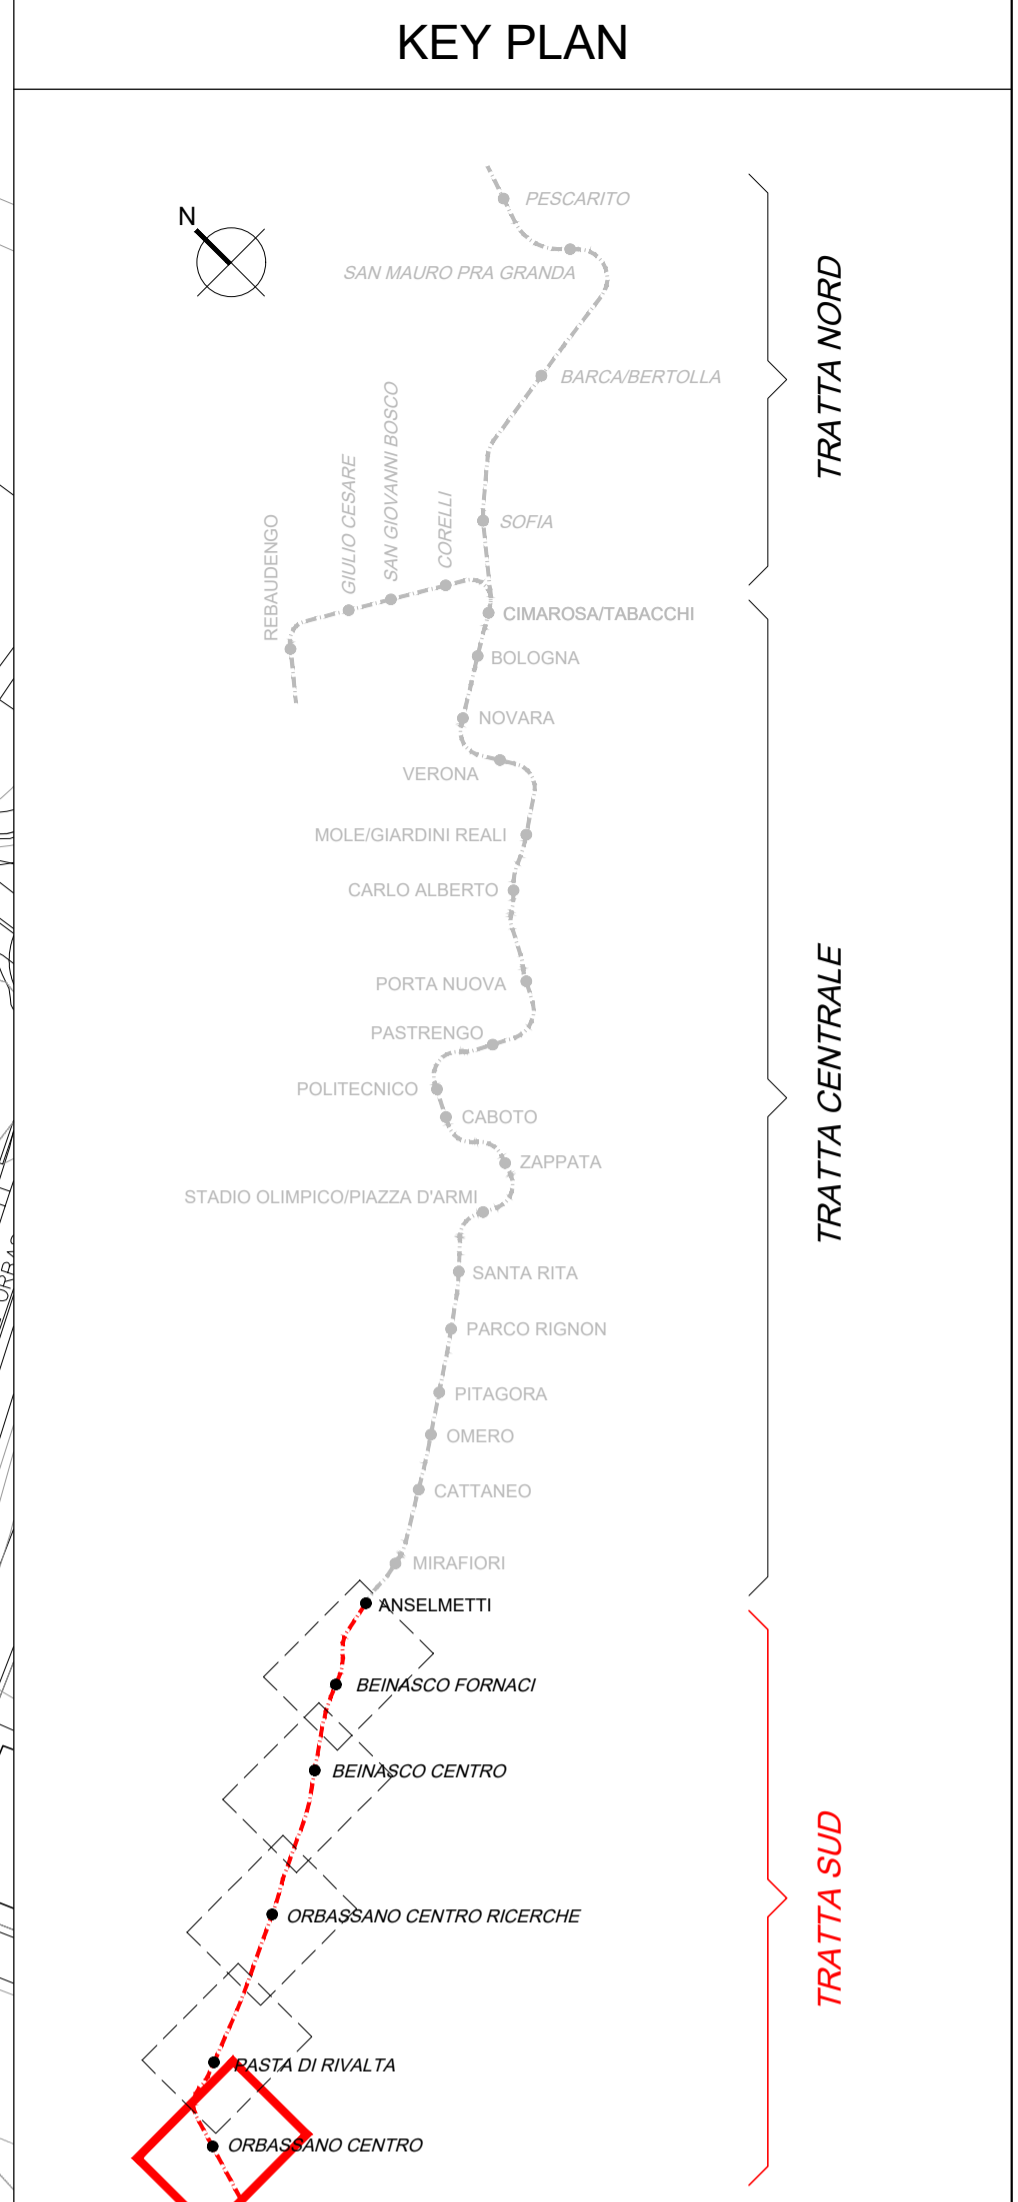 KEY PLAN
N
PESCARITO
SAN MAURO PRA GRANDA
BARCA/BERTOLLA
TRATTA NORD
SOFIA
REBAUDENGO
GIULIO CESARE
SAN GIOVANNI BOSCO
CORELLI
CIMAROSA/TABACCHI
BOLOGNA
NOVARA
VERONA
MOLE/GIARDINI REALI
CARLO ALBERTO
PORTA NUOVA
PASTRENGO
POLITECNICO
CABOTO
ZAPPATA
STADIO OLIMPICO/PIAZZA D'ARMI
SANTA RITA
PARCO RIGNON
PITAGORA
OMERO
CATTANEO
MIRAFIORI
TRATTA CENTRALE
ANSELMETTI
BEINASCO FORNACI
BEINASCO CENTRO
ORBASSANO CENTRO RICERCHE
PASTA DI RIVALTA
ORBASSANO CENTRO
TRATTA SUD